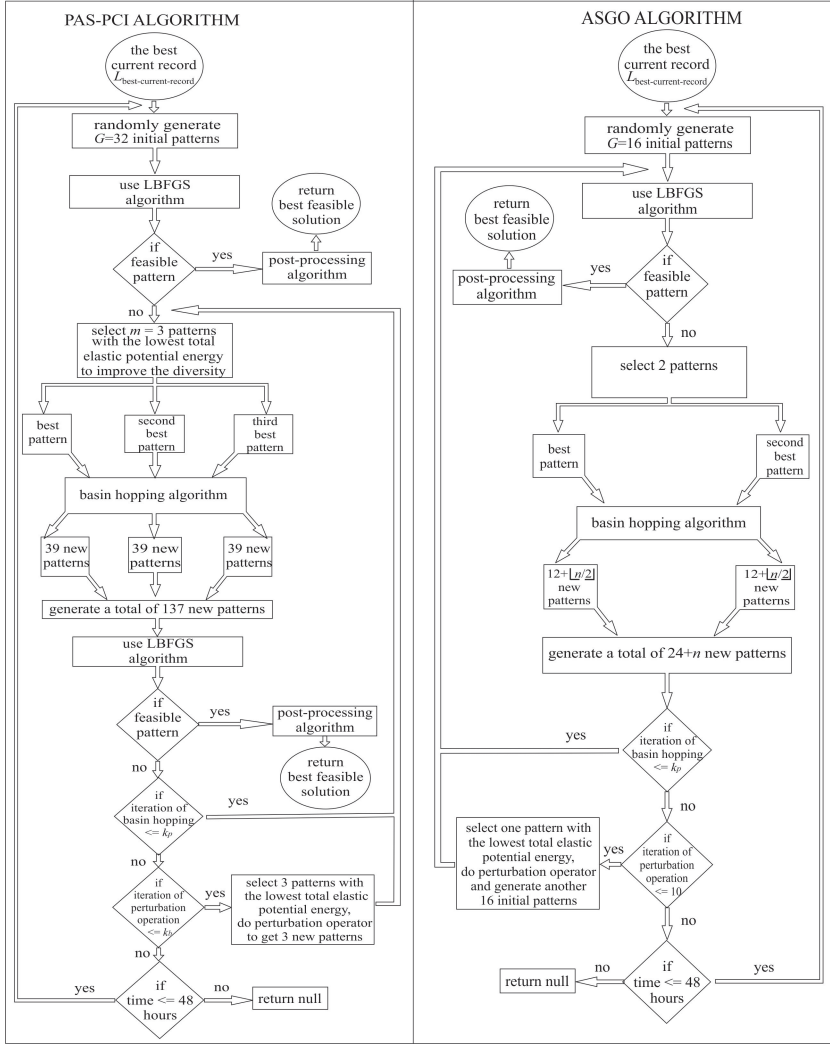 PAS-PCI ALGORITHM
the best
current record
L_best-current-record
randomly generate
G=32 initial patterns
use LBFGS
algorithm
return
best feasible
solution
if
feasible
pattern
yes
post-processing
algorithm
no
select m = 3 patterns
with the lowest total
elastic potential energy
to improve the diversity
best
pattern
second
best
pattern
third
best
pattern
basin hopping algorithm
39 new
patterns
39 new
patterns
39 new
patterns
generate a total of 137 new patterns
use LBFGS
algorithm
if
feasible
pattern
yes
post-processing
algorithm
return
best feasible
solution
no
if
iteration of
basin hopping
<= kp
yes
no
if
iteration of
perturbation
operation
<= kb
yes
select 3 patterns with
the lowest total elastic
potential energy,
do perturbation operator
to get 3 new patterns
no
yes
if
time <= 48
hours
no
return null
ASGO ALGORITHM
the best
current record
L_best-current-record
randomly generate
G=16 initial patterns
use LBFGS
algorithm
return
best feasible
solution
if
feasible
pattern
yes
post-processing
algorithm
no
select 2 patterns
best
pattern
second
best
pattern
basin hopping algorithm
12+⌊n/2⌋
new
patterns
12+⌊n/2⌋
new
patterns
generate a total of 24+n new patterns
if
iteration of
basin hopping
<= kp
yes
no
if
iteration of
perturbation
operation
<= 10
yes
select one pattern with
the lowest total elastic
potential energy,
do perturbation operator
and generate another
16 initial patterns
no
if
time <= 48
hours
yes
no
return null